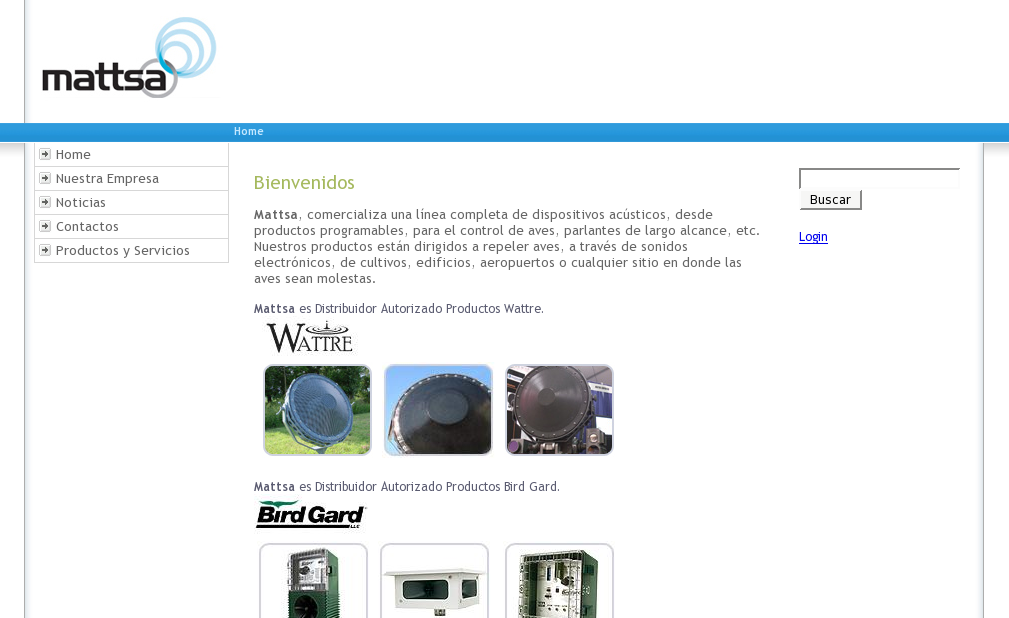 mattsa
Home
Home
Nuestra Empresa
Noticias
Contactos
Productos y Servicios
Bienvenidos
Mattsa, comercializa una línea completa de dispositivos acústicos, desde
productos programables, para el control de aves, parlantes de largo alcance, etc.
Nuestros productos están dirigidos a repeler aves, a través de sonidos
electrónicos, de cultivos, edificios, aeropuertos o cualquier sitio en donde las
aves sean molestas.
Mattsa es Distribuidor Autorizado Productos Wattre.
WATTRE
Mattsa es Distribuidor Autorizado Productos Bird Gard.
Bird Gard
Buscar
Login